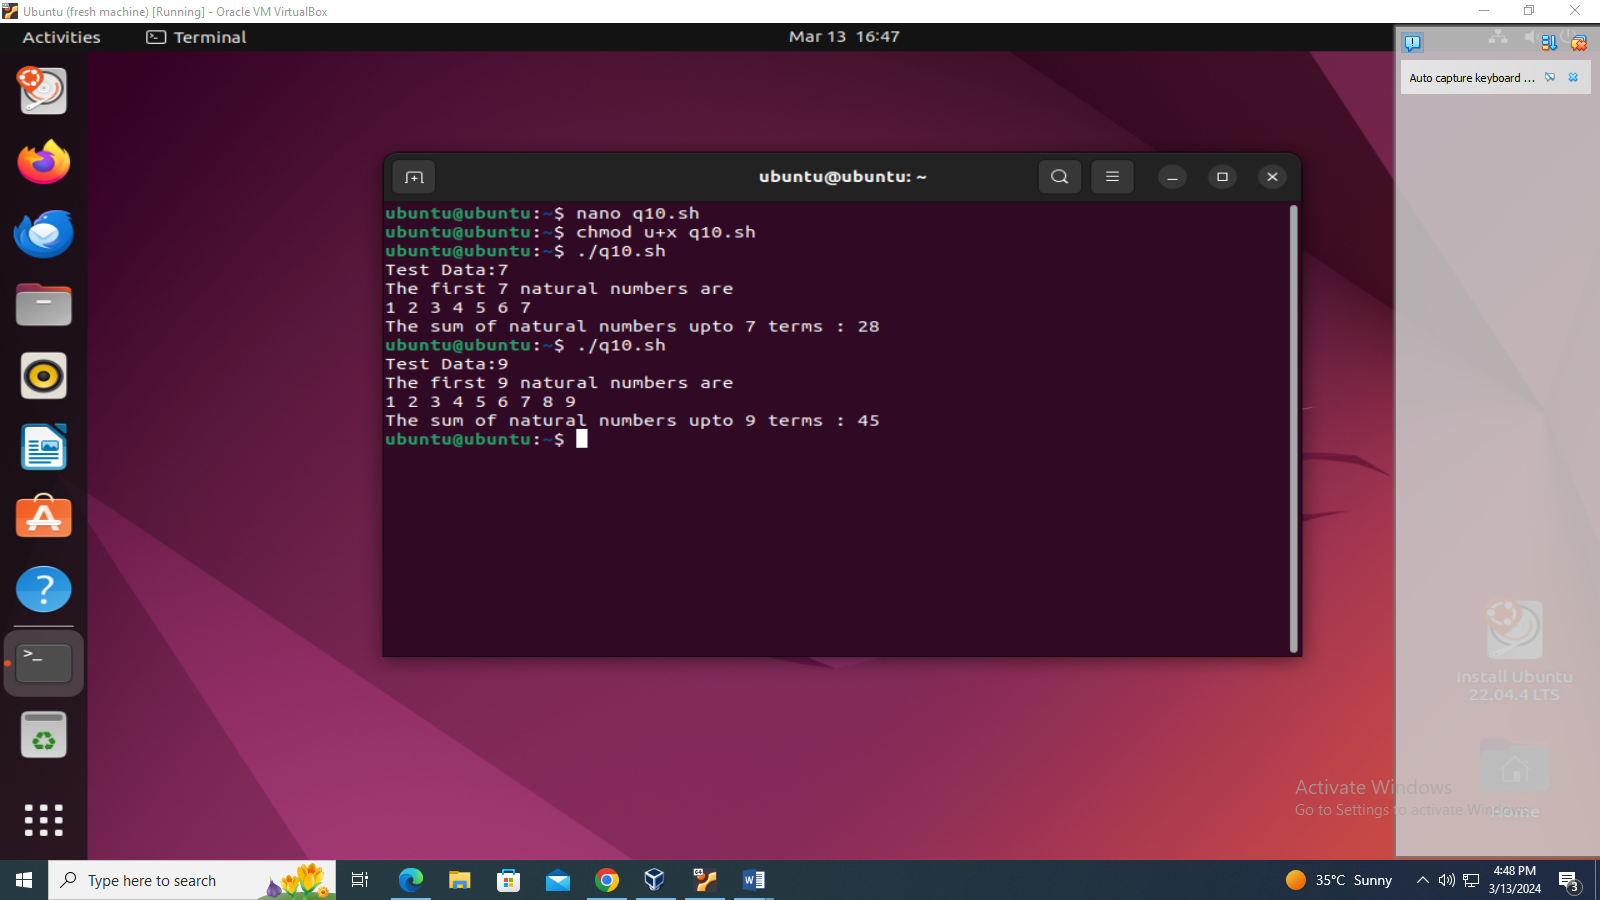 Ubuntu (fresh machine) [Running] - Oracle VM VirtualBox
Activities
Terminal
Mar 13 16:47
Auto capture keyboard ...
ubuntu@ubuntu: ~
ubuntu@ubuntu:~$ nano q10.sh
ubuntu@ubuntu:~$ chmod u+x q10.sh
ubuntu@ubuntu:~$ ./q10.sh
Test Data:7
The first 7 natural numbers are
1 2 3 4 5 6 7
The sum of natural numbers upto 7 terms : 28
ubuntu@ubuntu:~$ ./q10.sh
Test Data:9
The first 9 natural numbers are
1 2 3 4 5 6 7 8 9
The sum of natural numbers upto 9 terms : 45
ubuntu@ubuntu:~$
Install Ubuntu
22.04.4 LTS
Activate Windows
Go to Settings to activate Windows.
Home
Type here to search
35°C Sunny
4:48 PM
3/13/2024
3